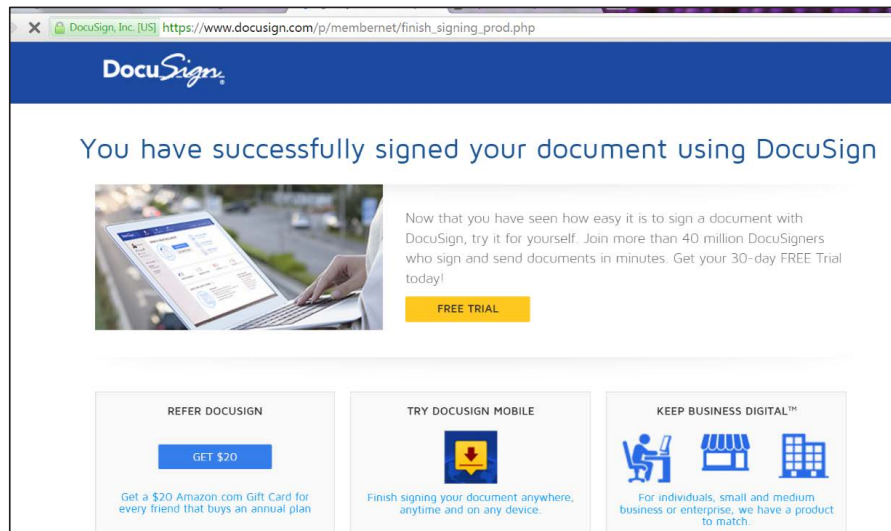 DocuSign, Inc. [US] https://www.docusign.com/p/membernet/finish_signing_prod.php
DocuSign®
You have successfully signed your document using DocuSign
Now that you have seen how easy it is to sign a document with
DocuSign, try it for yourself. Join more than 40 million DocuSigners
who sign and send documents in minutes. Get your 30-day FREE Trial
today!
FREE TRIAL
REFER DOCUSIGN
GET $20
Get a $20 Amazon.com Gift Card for
every friend that buys an annual plan
TRY DOCUSIGN MOBILE
Finish signing your document anywhere,
anytime and on any device.
KEEP BUSINESS DIGITAL™
For individuals, small and medium
business or enterprise, we have a product
to match.